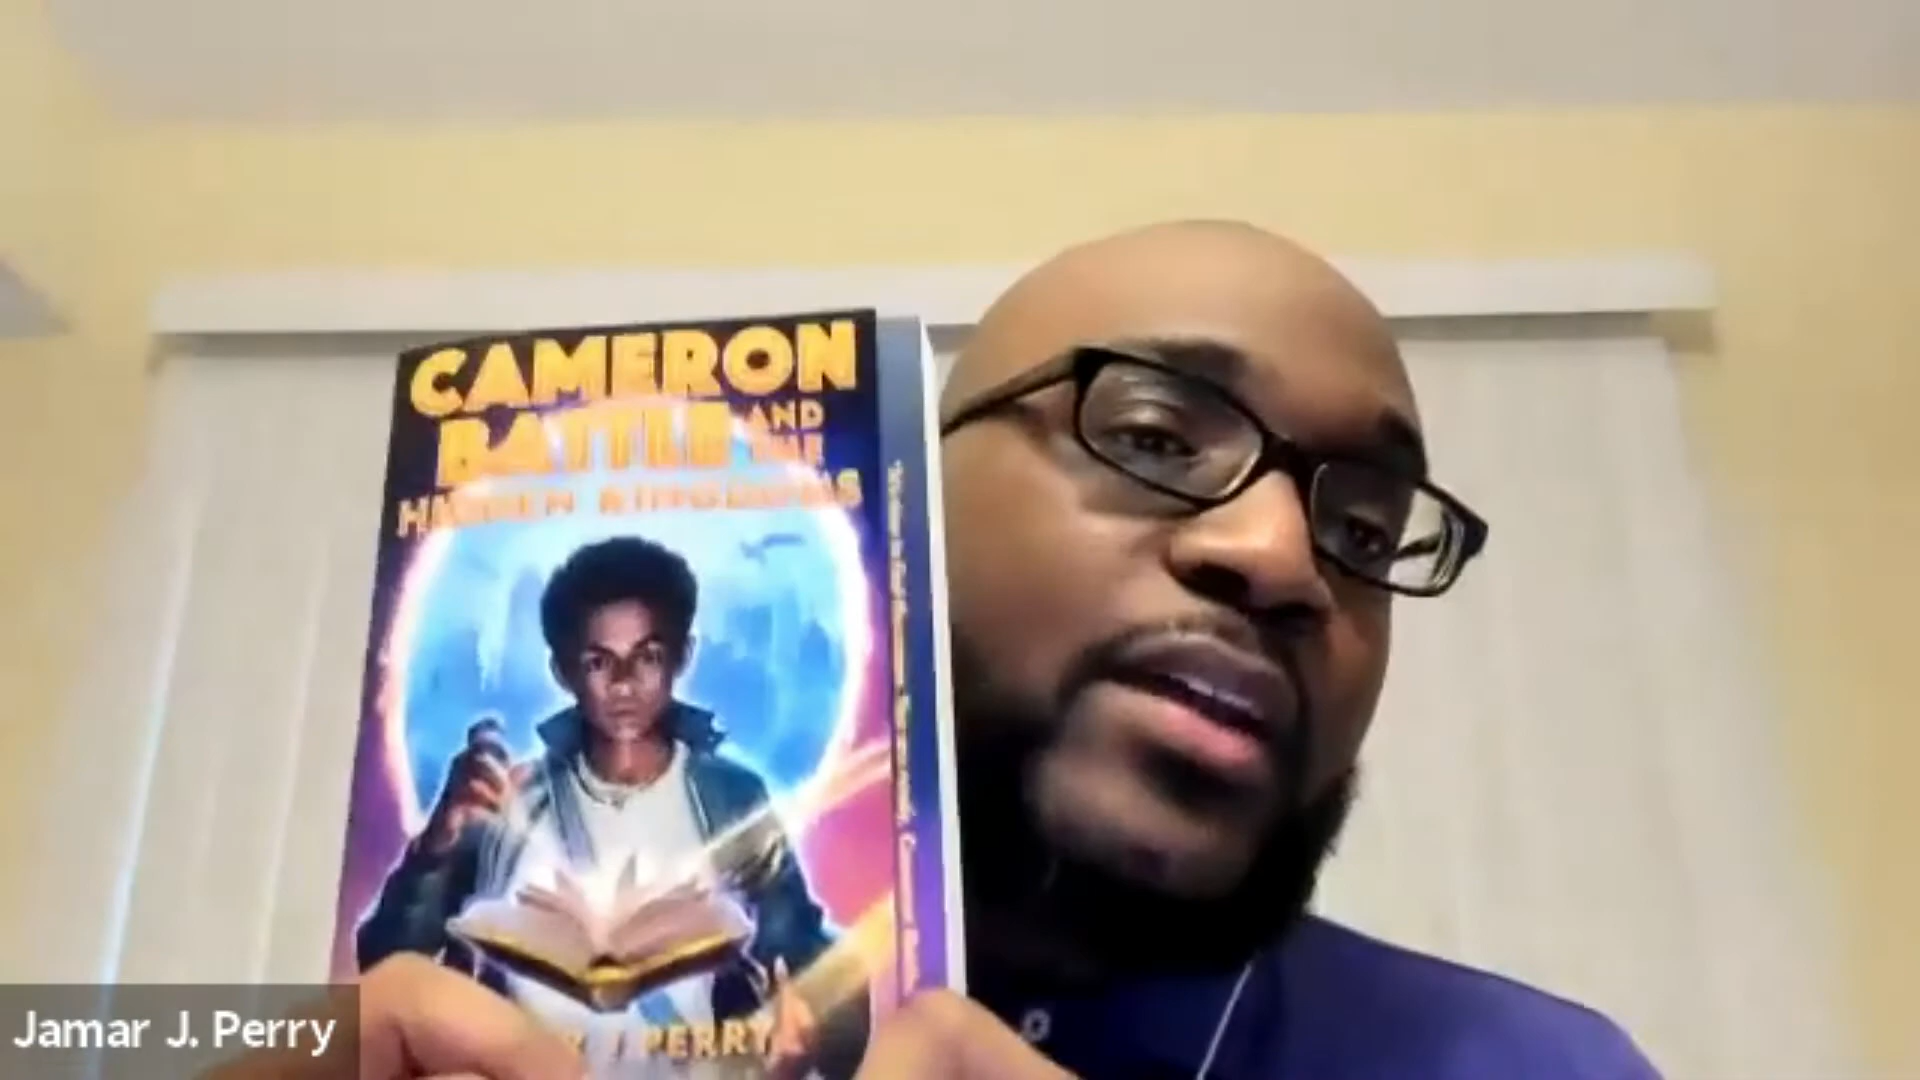 CAMERON
BATTLE AND
THE
HIDDEN KINGDOMS
J PERRY
Jamar J. Perry